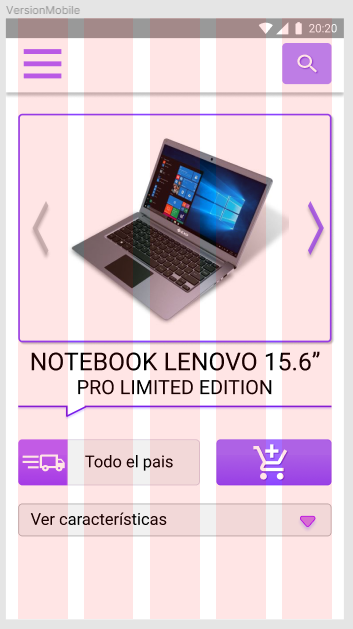 VersionMobile
20:20
NOTEBOOK LENOVO 15.6”
PRO LIMITED EDITION
Todo el pais
Ver características